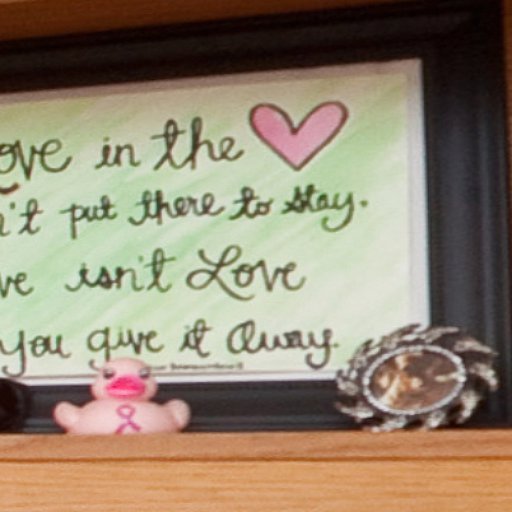 ove in the
n't put there to stay.
ve isn't Love
you give it Away.